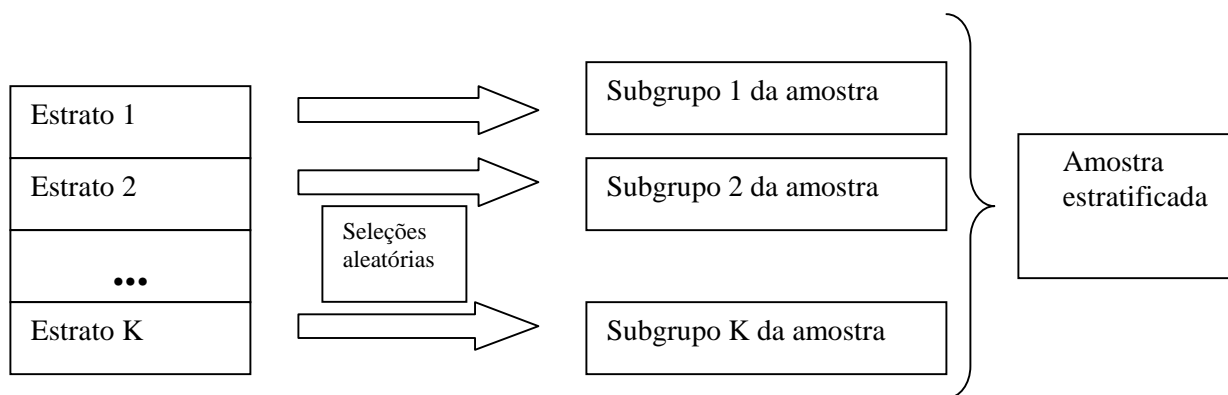 Estrato 1
Estrato 2
...
Estrato K
Seleções
aleatórias
Subgrupo 1 da amostra
Subgrupo 2 da amostra
Subgrupo K da amostra
Amostra
estratificada